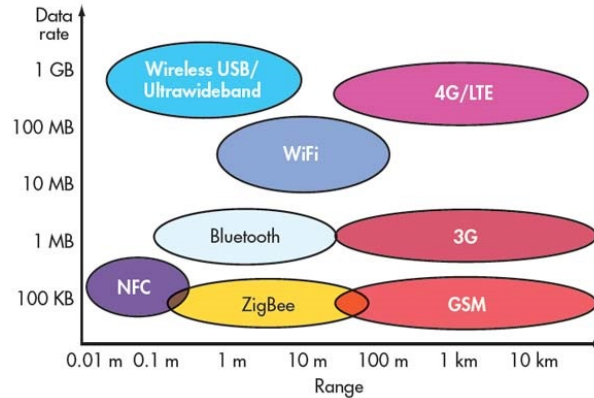 Data
rate
1 GB
100 MB
10 MB
1 MB
100 KB
Wireless USB/
Ultrawideband
4G/LTE
WiFi
Bluetooth
3G
NFC
ZigBee
GSM
0.01 m 0.1 m 1 m 10 m 100 m 1 km 10 km
Range